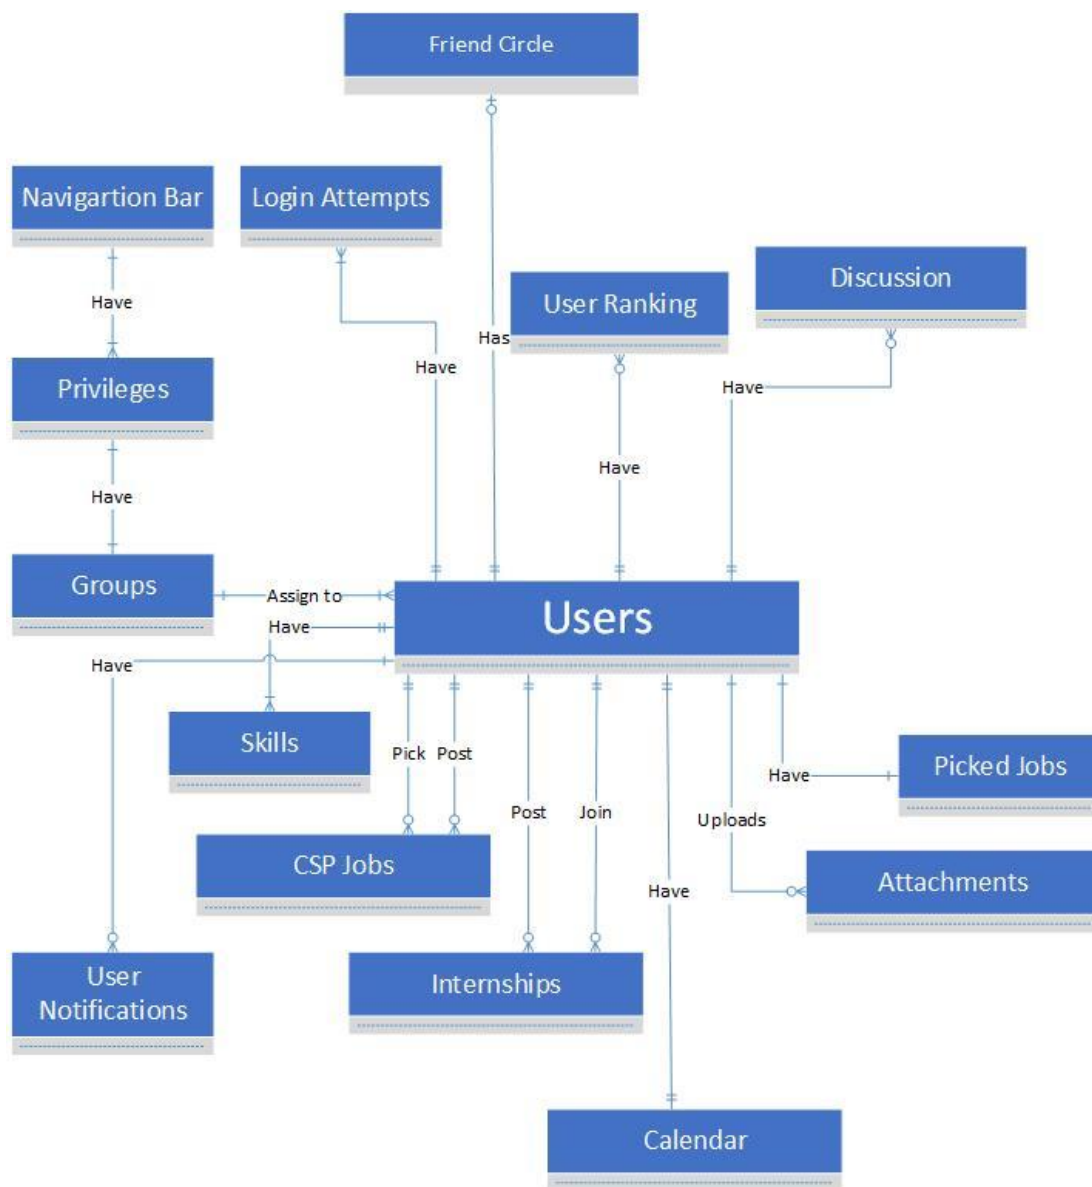 Friend Circle
Navigartion Bar
Login Attempts
Discussion
User Ranking
Have
Has
Have
Privileges
Have
Have
Have
Have
Groups
Assign to
Users
Have
Have
Skills
Pick
Post
Picked Jobs
Have
Post
Join
Uploads
CSP Jobs
Attachments
Have
User
Notifications
Internships
Calendar